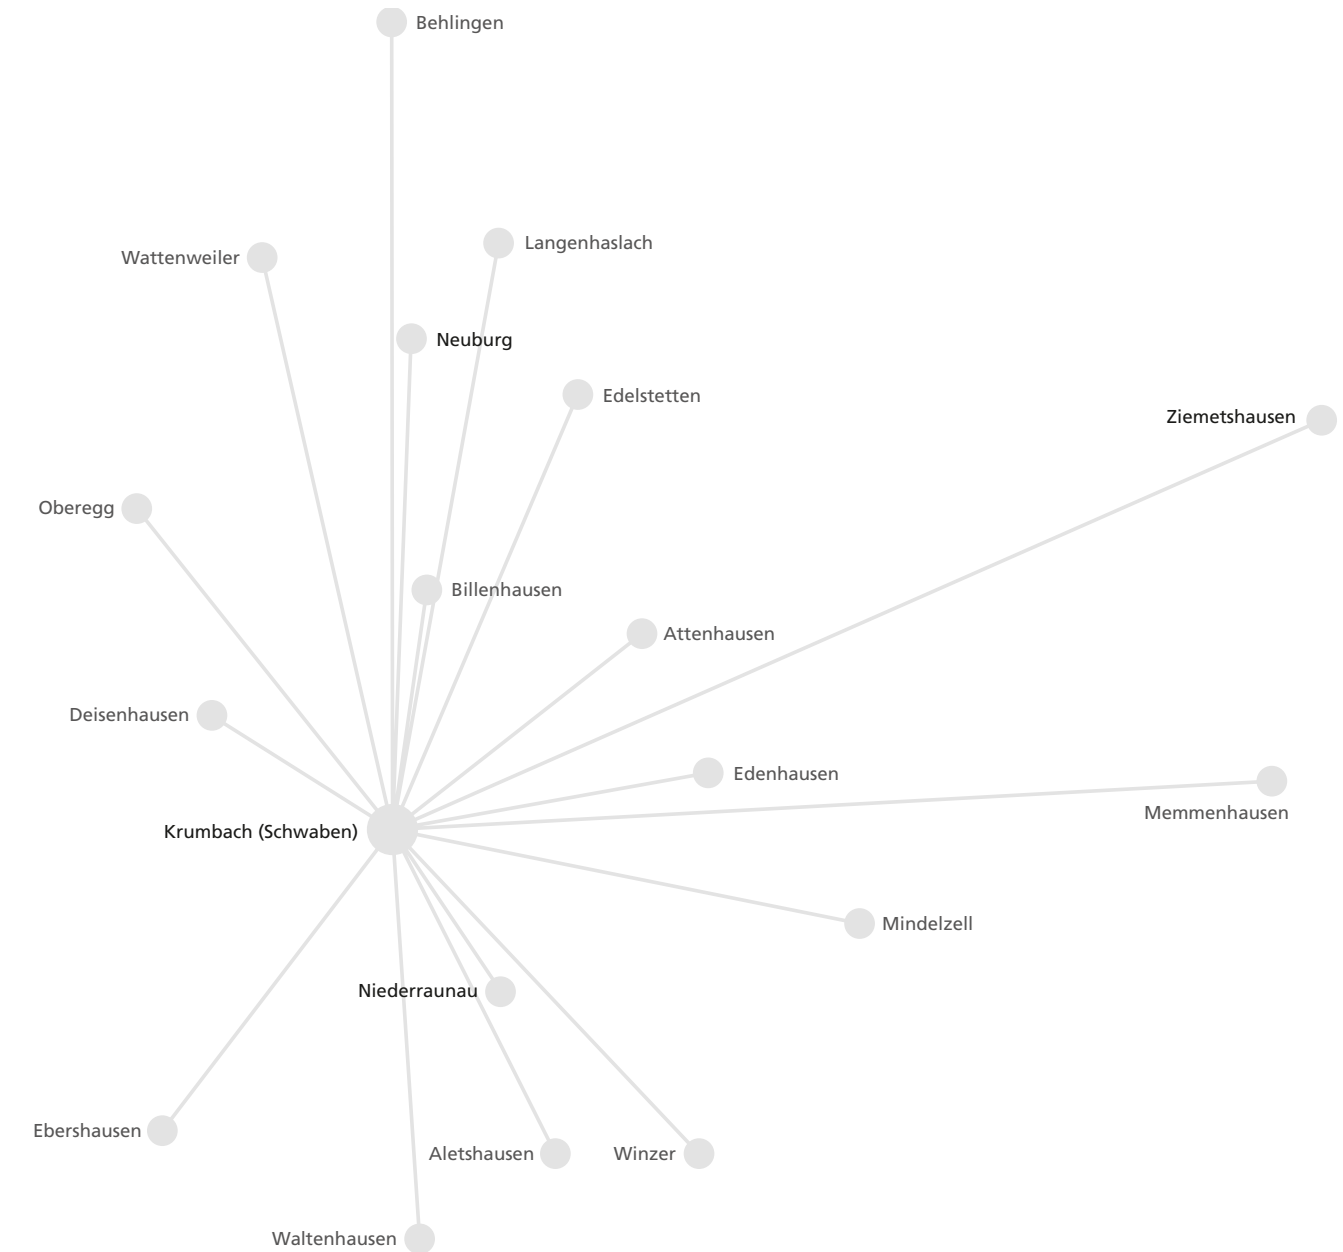 Behlingen
Langenhaslach
Wattenweiler
Neuburg
Edelstetten
Ziemetshausen
Oberegg
Billenhausen
Attenhausen
Deisenhausen
Edenhausen
Memmenhausen
Krumbach (Schwaben)
Mindelzell
Niederraunau
Ebershausen
Aletshausen
Winzer
Waltenhausen